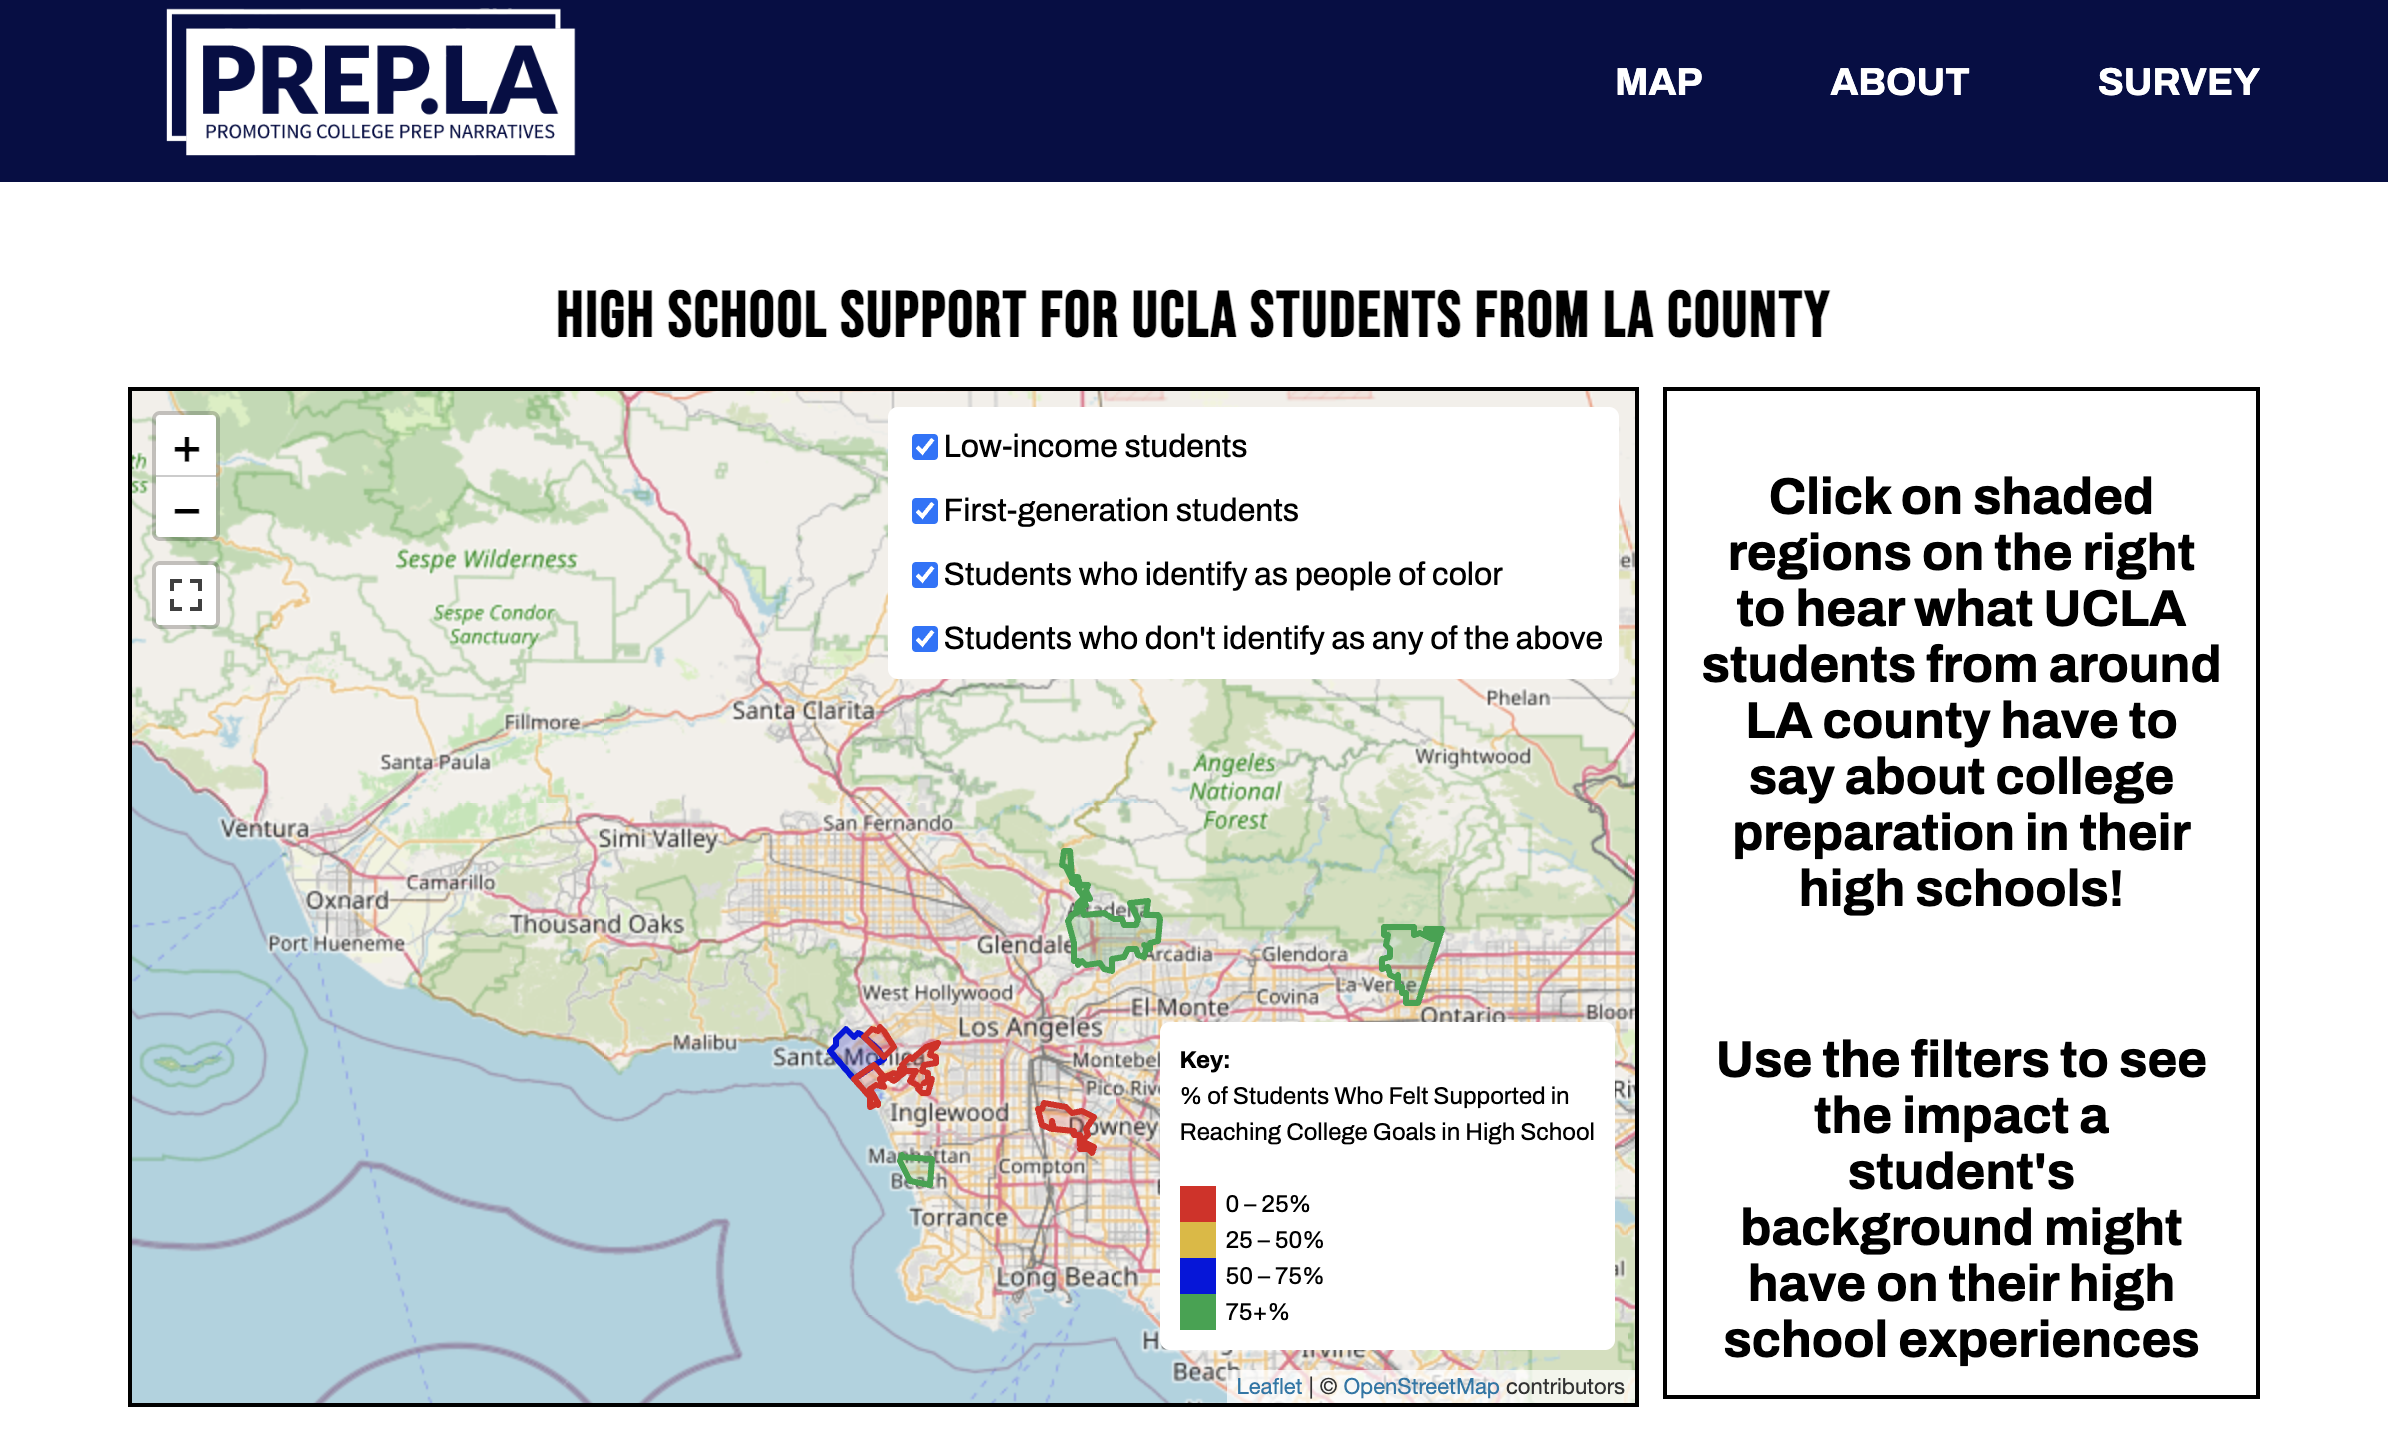 PREP.LA
PROMOTING COLLEGE PREP NARRATIVES
MAP
ABOUT
SURVEY
HIGH SCHOOL SUPPORT FOR UCLA STUDENTS FROM LA COUNTY
+
−
Low-income students
First-generation students
Students who identify as people of color
Students who don't identify as any of the above
Sespe Wilderness
Sespe Condor
Sanctuary
Phelan
Santa Clarita
Fillmore
Wrightwood
Santa Paula
Angeles
National
Forest
Ventura
San Fernando
Simi Valley
Camarillo
Oxnard
Thousand Oaks
Port Hueneme
Glendale
Arcadia
Glendora
La Verne
West Hollywood
Covina
El Monte
Ontario
Los Angeles
Malibu
Santa Monica
Inglewood
Downey
Manhattan
Beach
Compton
Torrance
Long Beach
Irvine
Beach
Key:
% of Students Who Felt Supported in
Reaching College Goals in High School
0 – 25%
25 – 50%
50 – 75%
75+%
Leaflet | © OpenStreetMap contributors
Click on shaded
regions on the right
to hear what UCLA
students from around
LA county have to
say about college
preparation in their
high schools!
Use the filters to see
the impact a
student's
background might
have on their high
school experiences